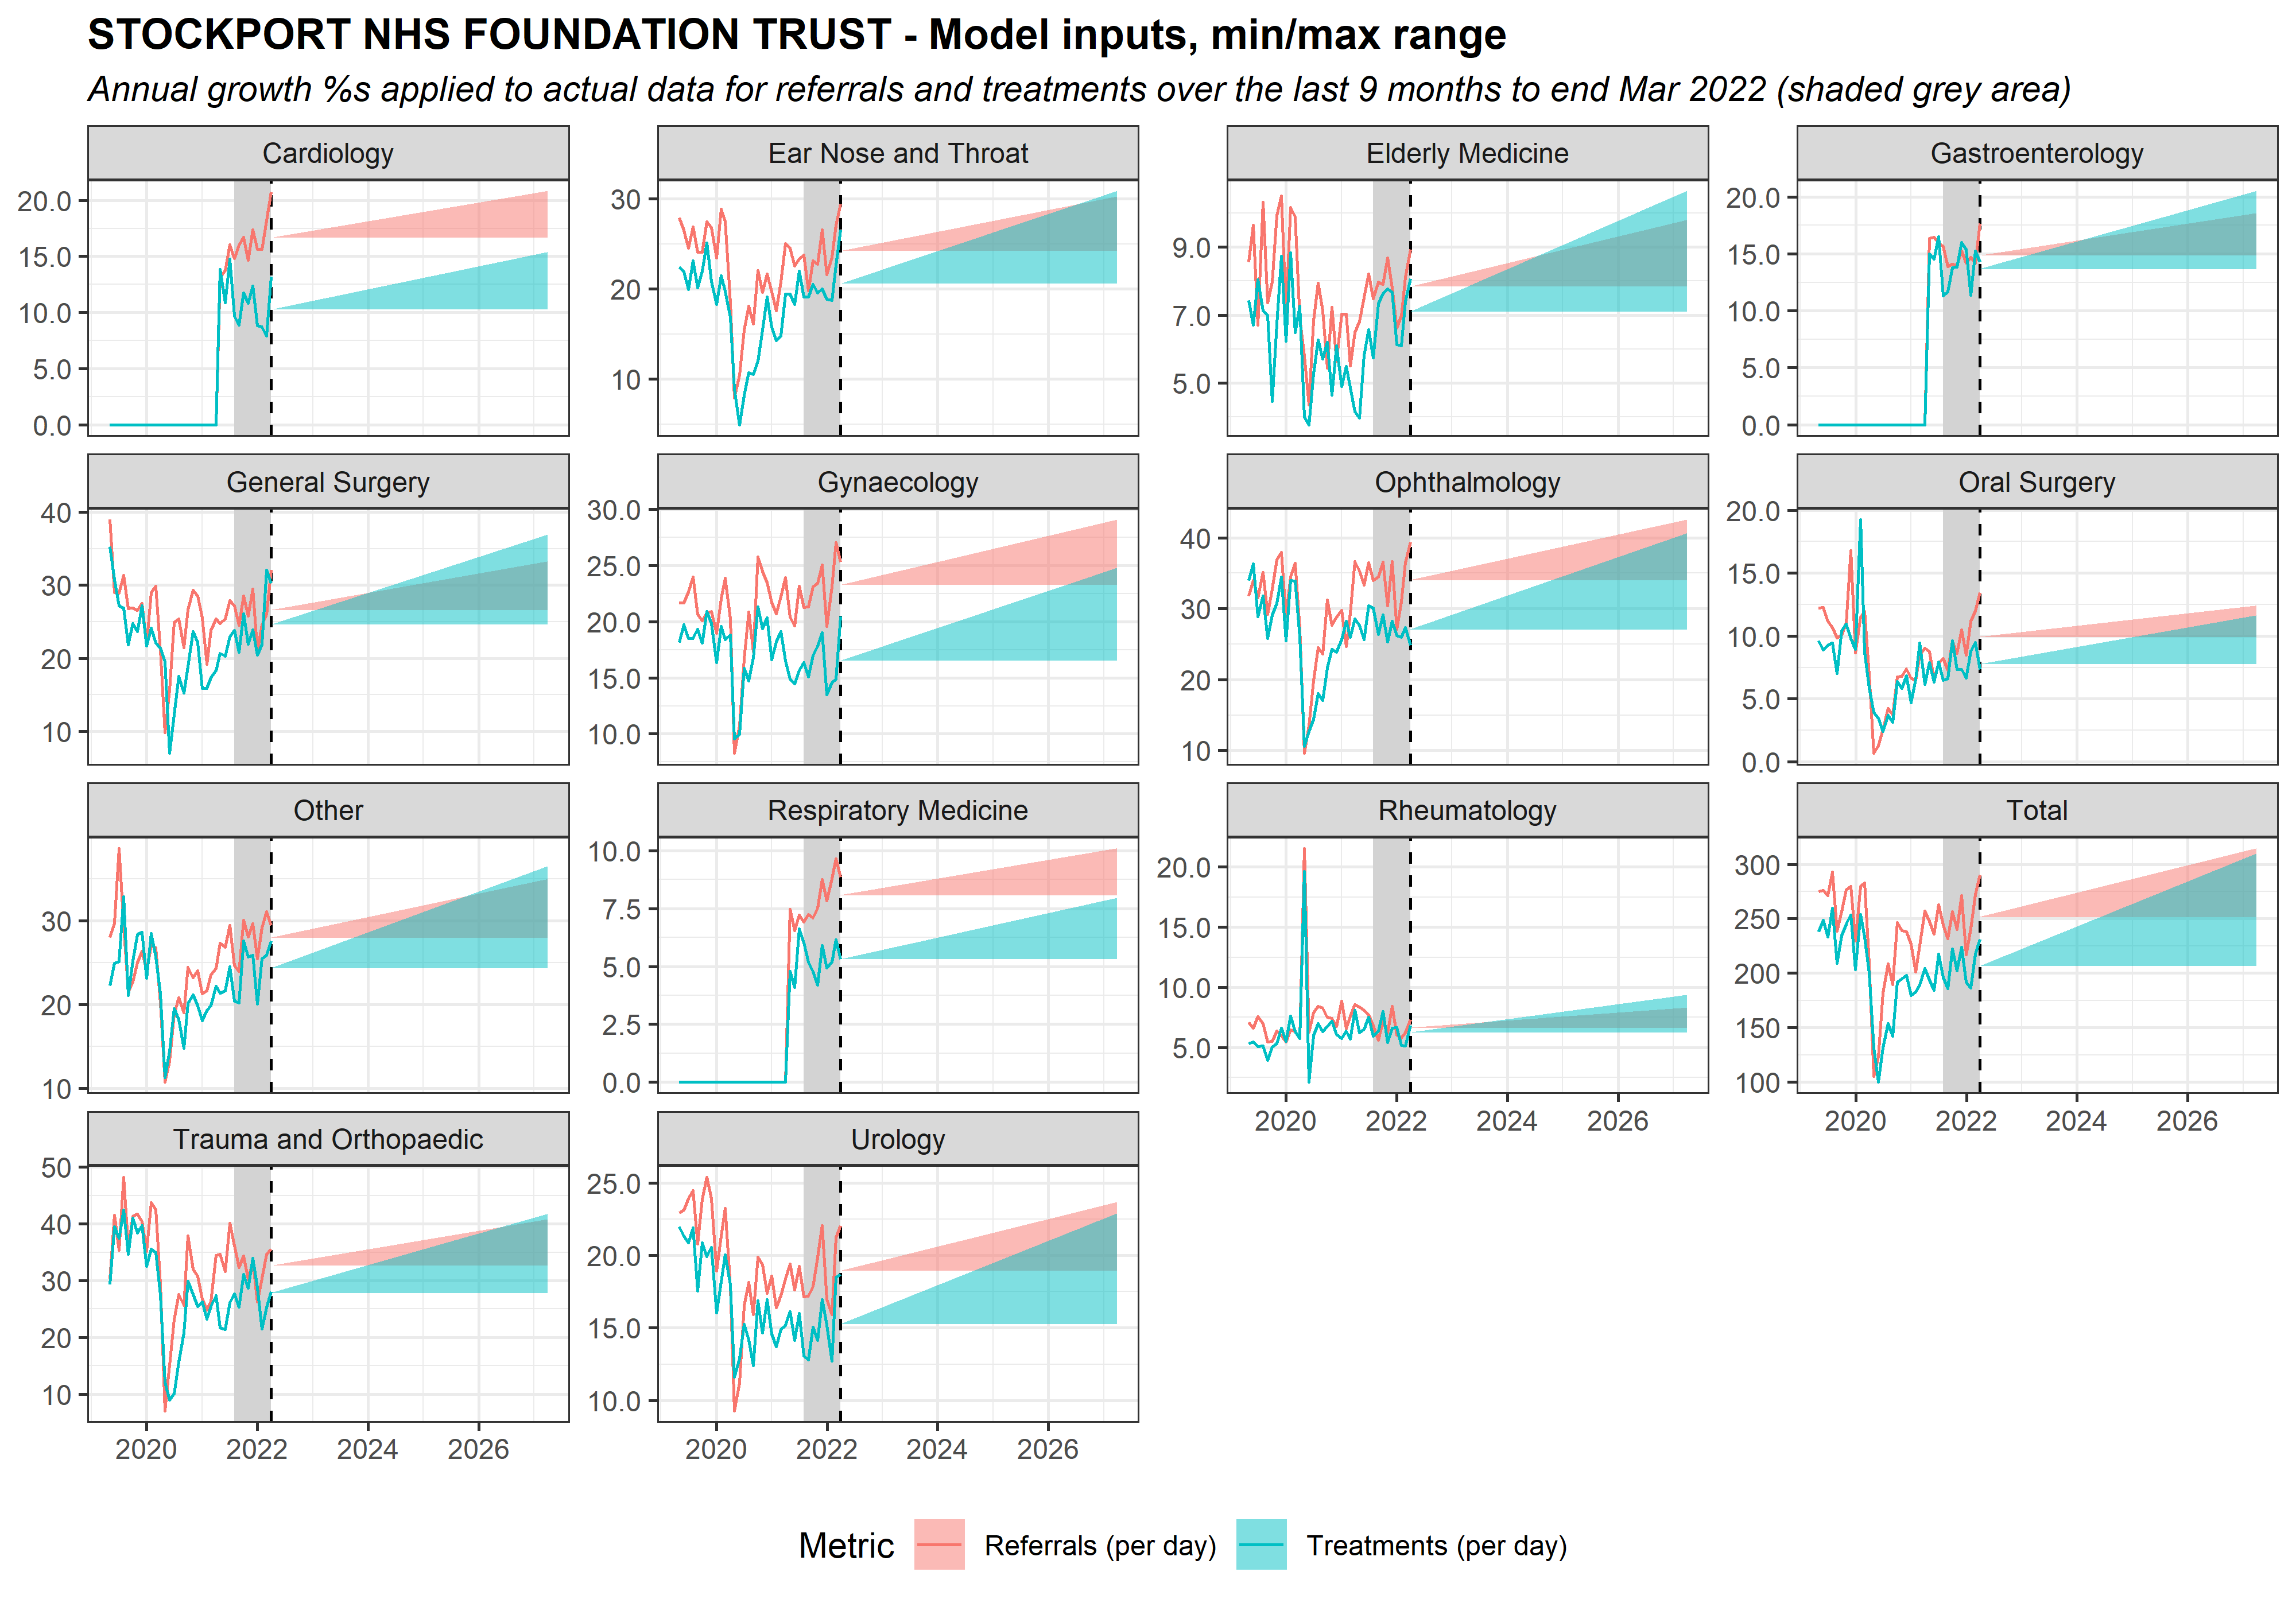 STOCKPORT NHS FOUNDATION TRUST - Model inputs, min/max range
Annual growth %s applied to actual data for referrals and treatments over the last 9 months to end Mar 2022 (shaded grey area)
Cardiology
20.0
15.0
10.0
5.0
0.0
Ear Nose and Throat
30
20
10
Elderly Medicine
9.0
7.0
5.0
Gastroenterology
20.0
15.0
10.0
5.0
0.0
General Surgery
40
30
20
10
Gynaecology
30.0
25.0
20.0
15.0
10.0
Ophthalmology
40
30
20
10
Oral Surgery
20.0
15.0
10.0
5.0
0.0
Other
30
20
10
Respiratory Medicine
10.0
7.5
5.0
2.5
0.0
Rheumatology
20.0
15.0
10.0
5.0
2020 2022 2024 2026
Total
300
250
200
150
100
2020 2022 2024 2026
Trauma and Orthopaedic
50
40
30
20
10
2020 2022 2024 2026
Urology
25.0
20.0
15.0
10.0
2020 2022 2024 2026
Metric Referrals (per day) Treatments (per day)